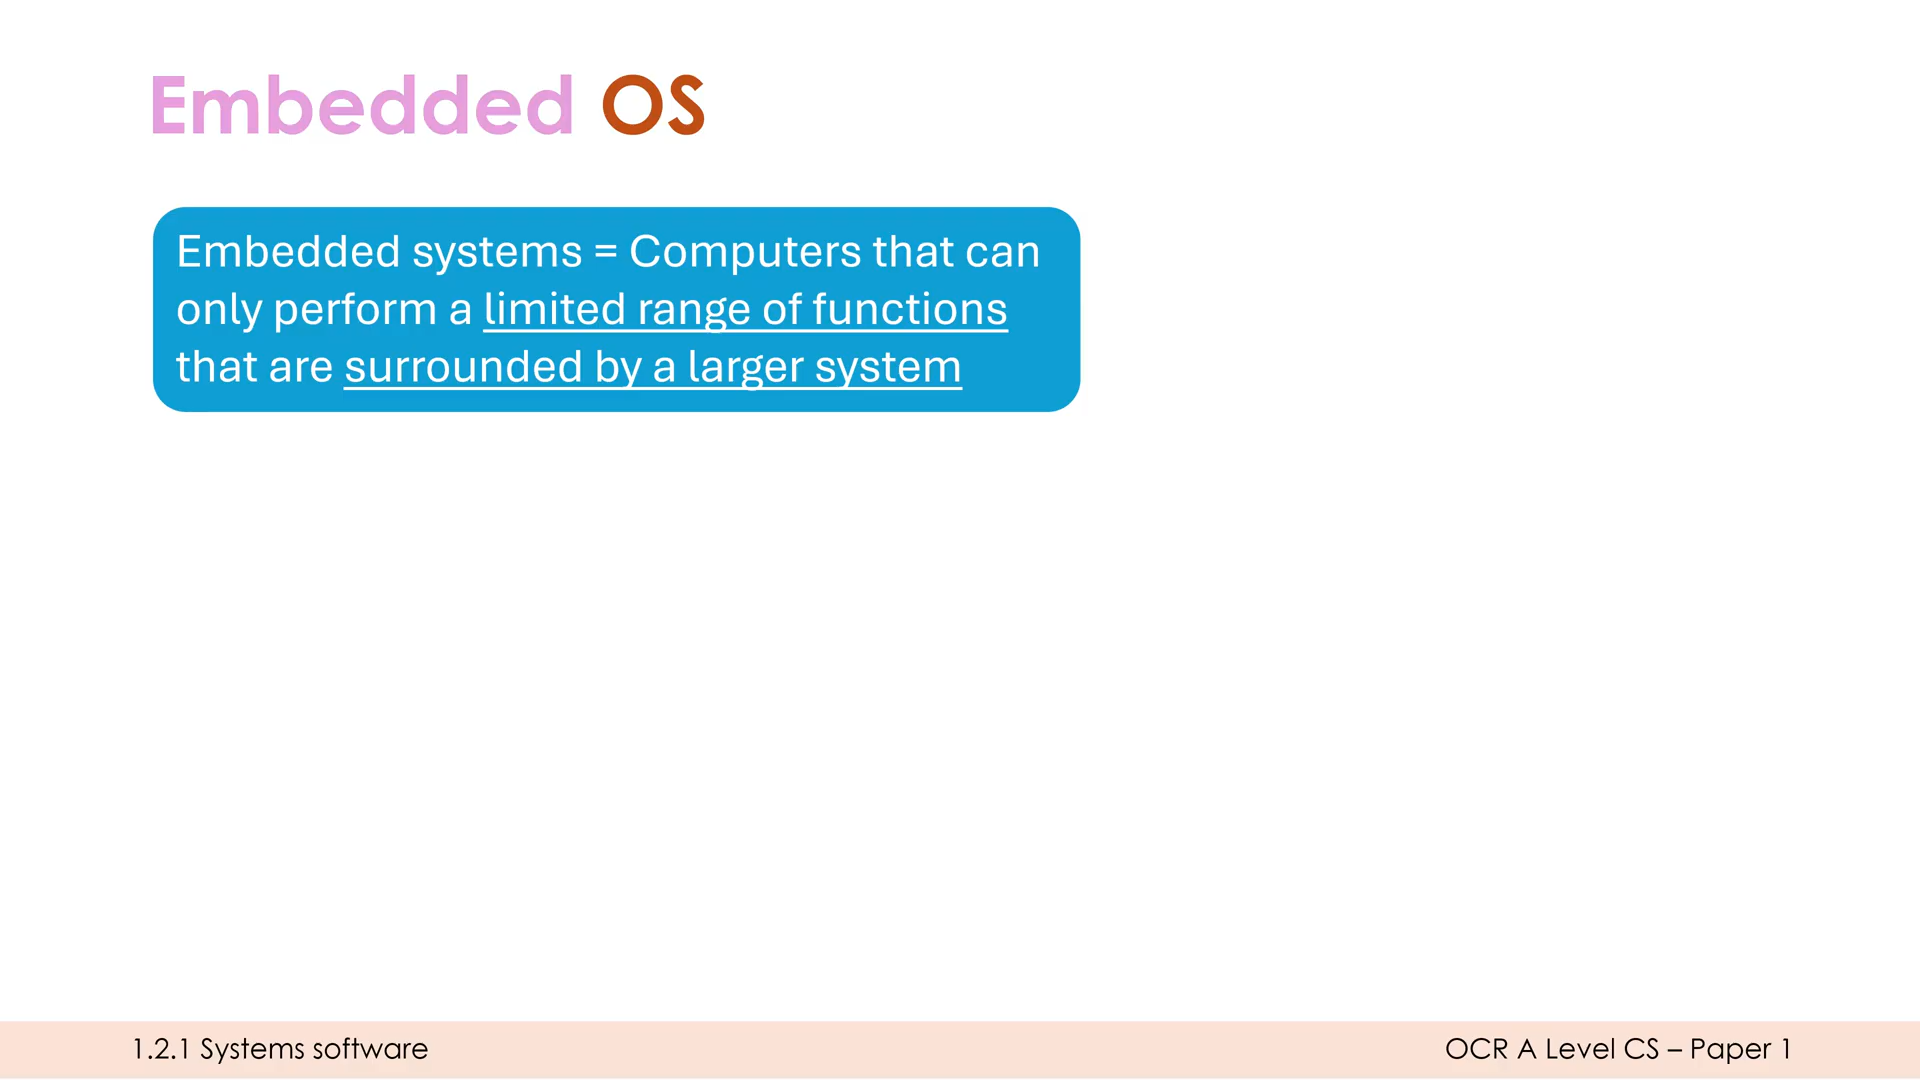 Embedded OS
Embedded systems = Computers that can
only perform a limited range of functions
that are surrounded by a larger system
1.2.1 Systems software
OCR A Level CS – Paper 1